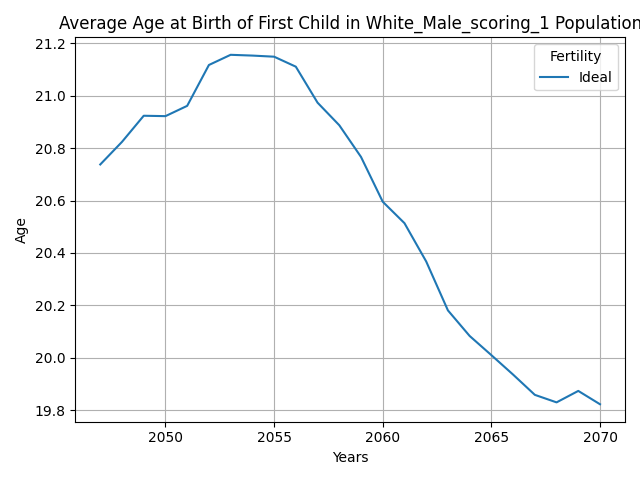 Average Age at Birth of First Child in White_Male_scoring_1 Population
Fertility
Ideal
21.2
21.0
20.8
20.6
20.4
20.2
20.0
19.8
Age
2050 2055 2060 2065 2070
Years